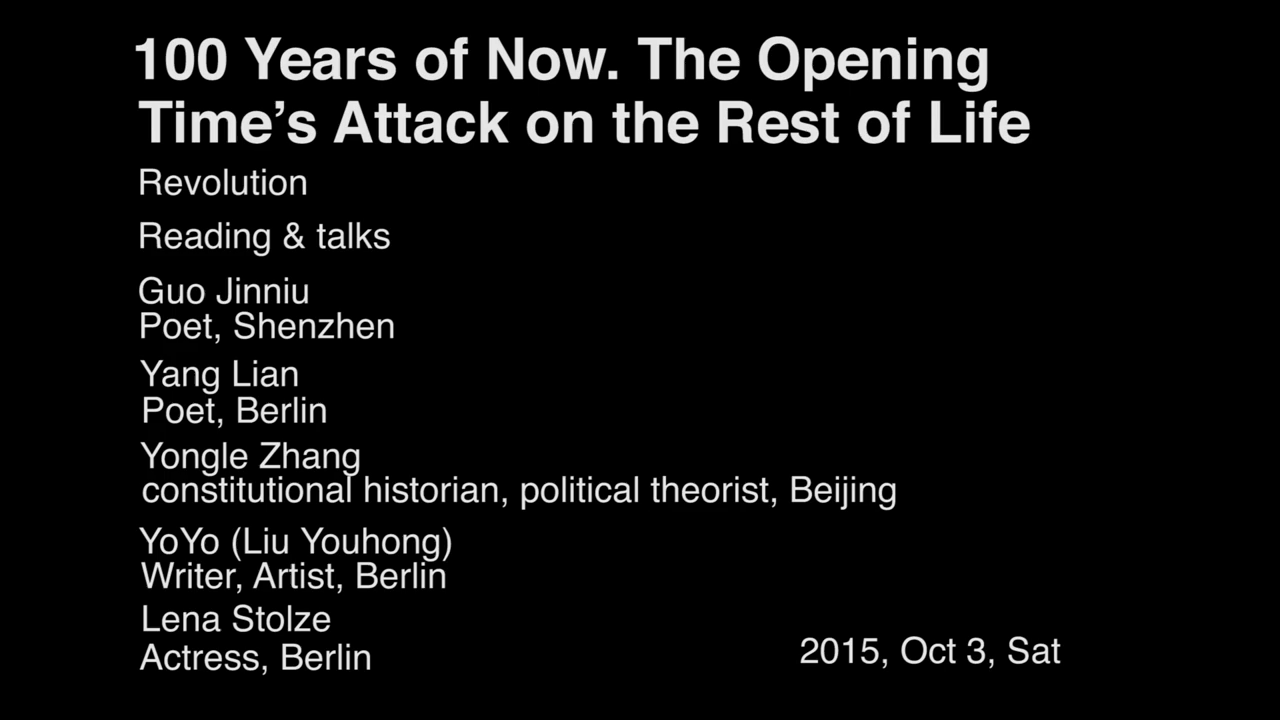 100 Years of Now. The Opening
Time’s Attack on the Rest of Life
Revolution
Reading & talks
Guo Jinniu
Poet, Shenzhen
Yang Lian
Poet, Berlin
Yongle Zhang
constitutional historian, political theorist, Beijing
YoYo (Liu Youhong)
Writer, Artist, Berlin
Lena Stolze
Actress, Berlin
2015, Oct 3, Sat